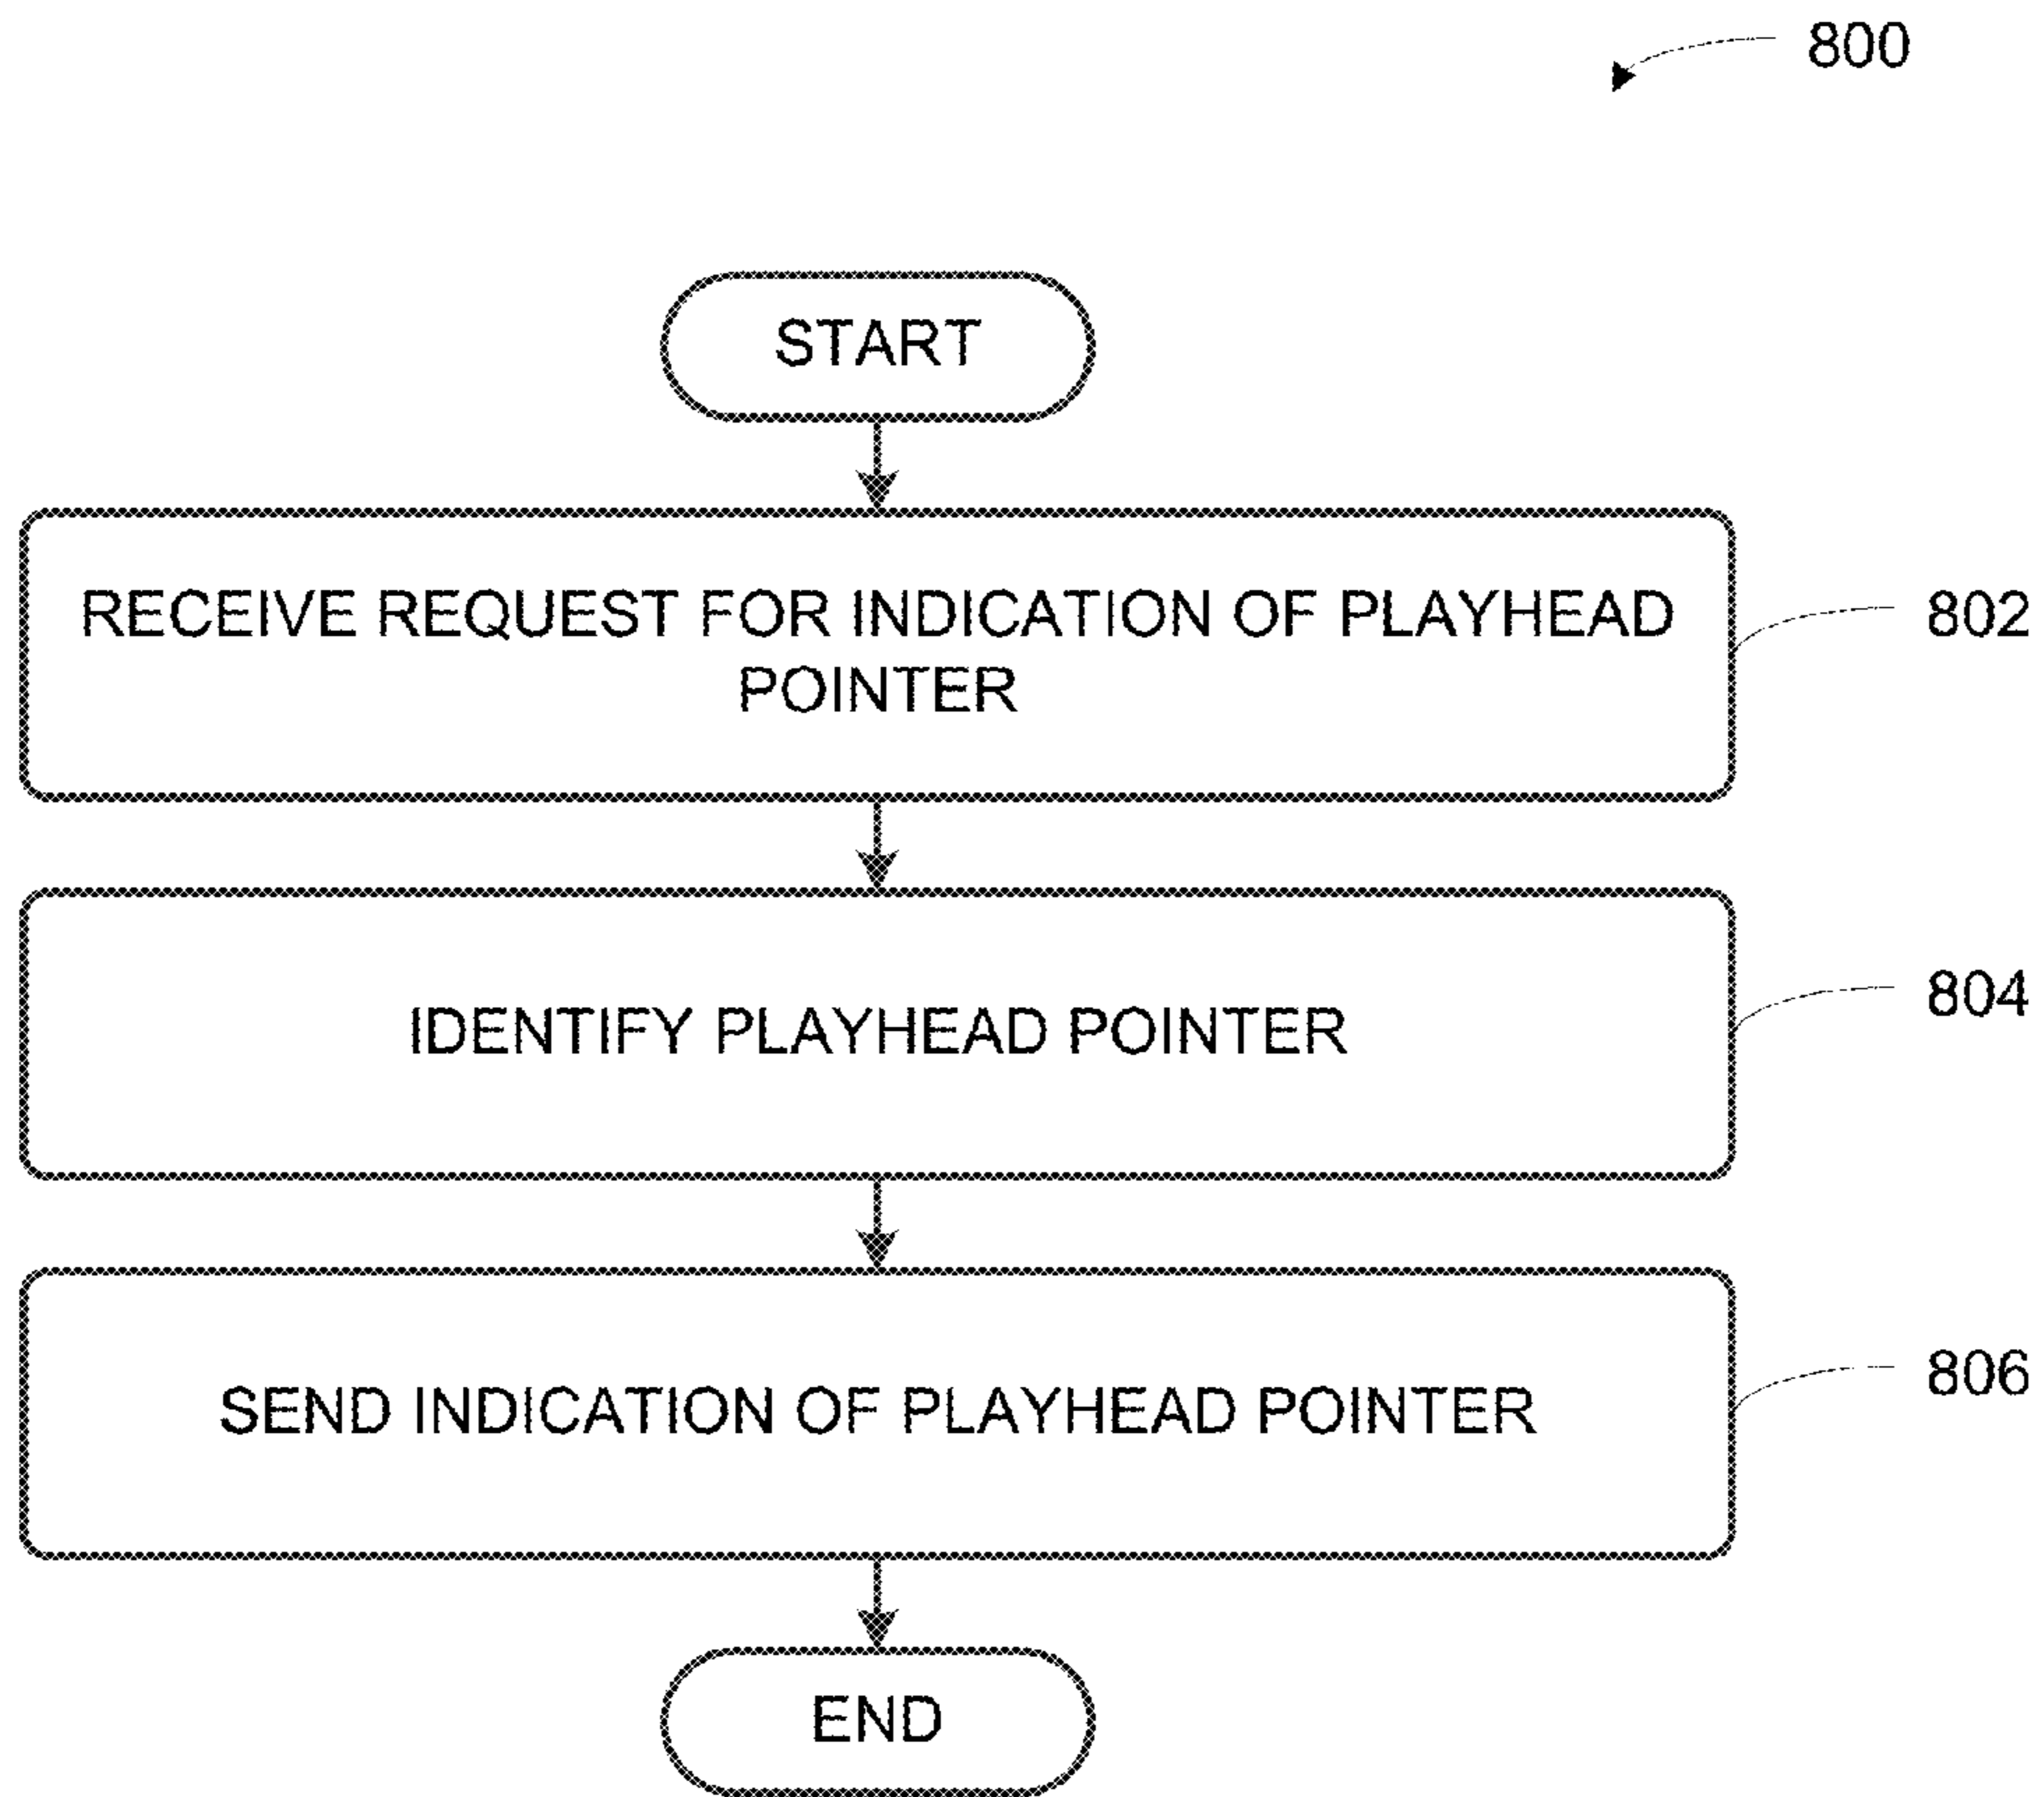 800
START
RECEIVE REQUEST FOR INDICATION OF PLAYHEAD
POINTER
802
IDENTIFY PLAYHEAD POINTER
804
SEND INDICATION OF PLAYHEAD POINTER
806
END